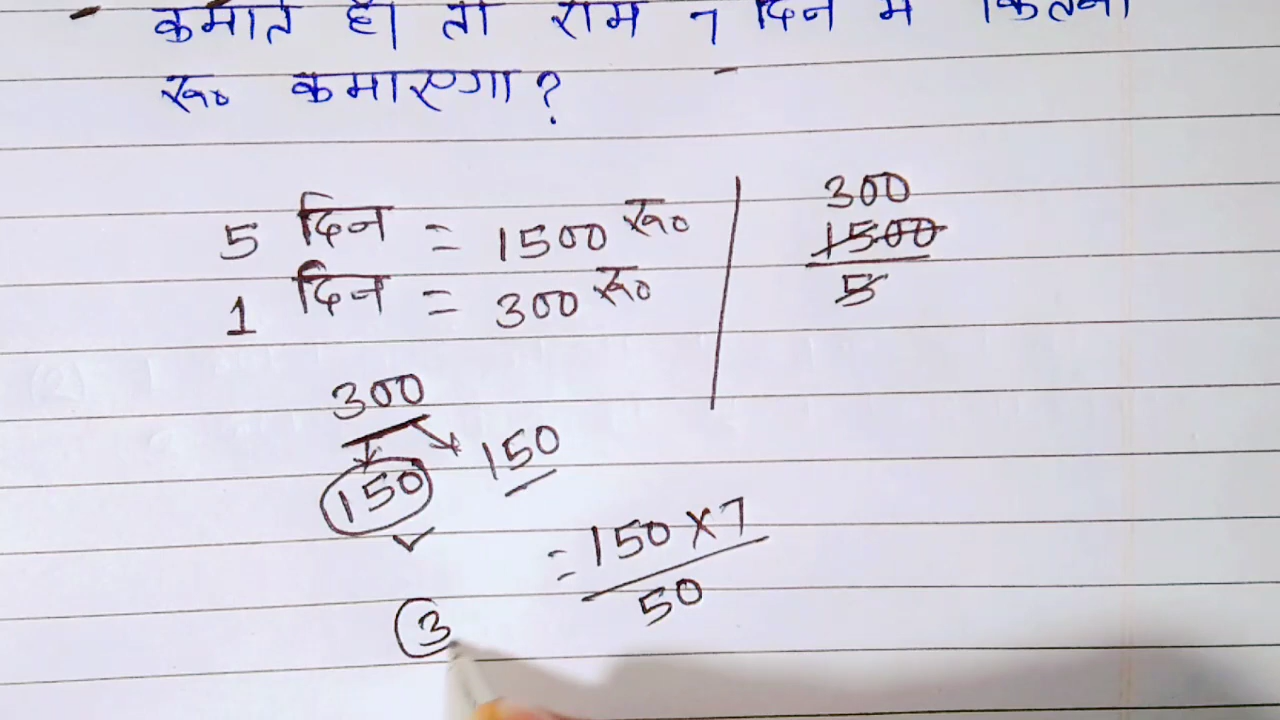 कमाते है। तो राम 7 दिन में कितना
रू० कमाएगा?
5 दिन = 1500 रू०
1 दिन = 300 रू०
300
1500
5
300
150 150
= 150 × 7
50
3